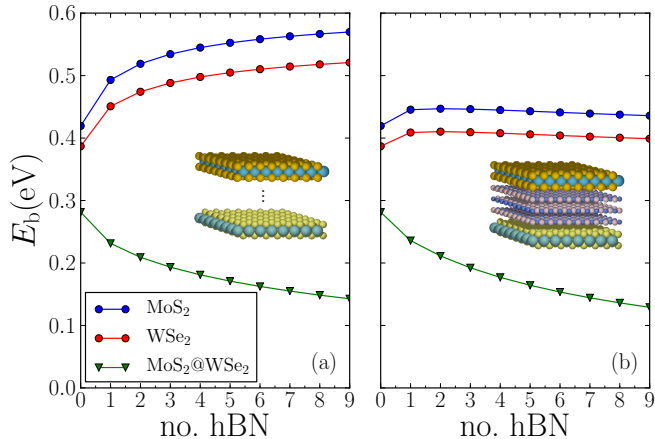 0.6
0.5
0.4
0.3
0.2
0.1
0.0
E_b(eV)
MoS₂
WSe₂
MoS₂@WSe₂
(a)
0 1 2 3 4 5 6 7 8 9
no. hBN
(b)
0 1 2 3 4 5 6 7 8 9
no. hBN